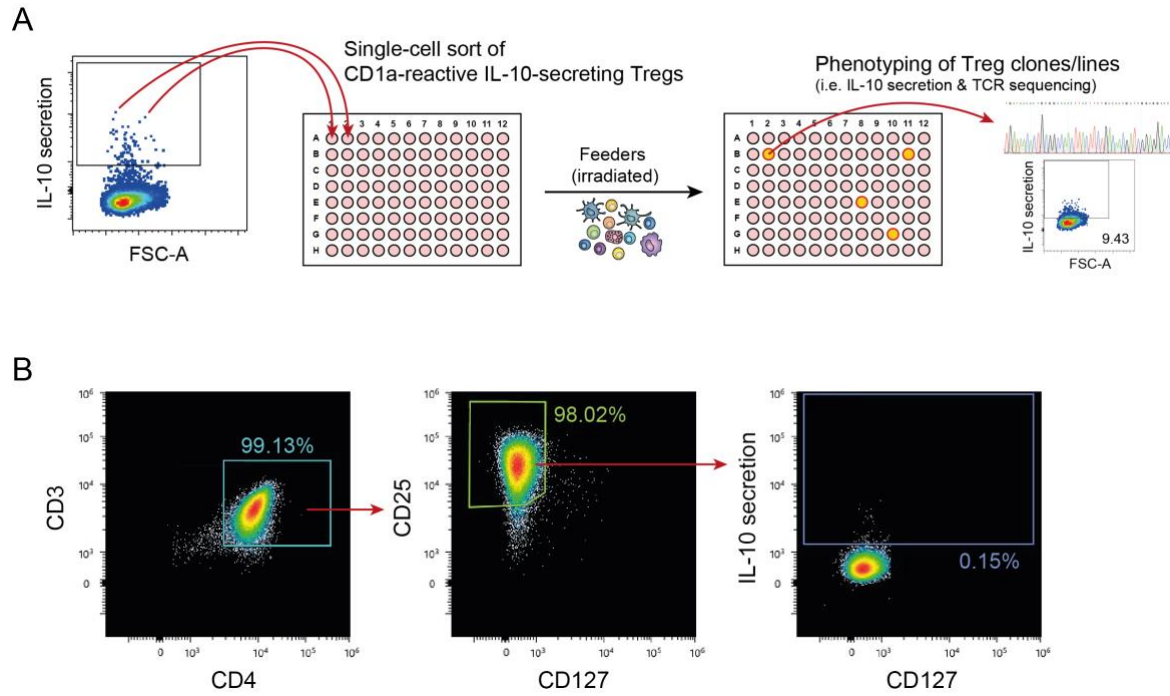 A
IL-10 secretion
FSC-A
Single-cell sort of
CD1a-reactive IL-10-secreting Tregs
1 2 3 4 5 6 7 8 9 10 11 12
A
B
C
D
E
F
G
H
Feeders
(irradiated)
Phenotyping of Treg clones/lines
(i.e. IL-10 secretion & TCR sequencing)
1 2 3 4 5 6 7 8 9 10 11 12
A
B
C
D
E
F
G
H
IL-10 secretion
9.43
FSC-A
B
CD3
10⁶
10⁵
10⁴
10³
0
99.13%
0 10³ 10⁴ 10⁵ 10⁶
CD4
CD25
10⁶
10⁵
10⁴
10³
0
98.02%
0 10³ 10⁴ 10⁵ 10⁶
CD127
IL-10 secretion
10⁶
10⁵
10⁴
10³
0
0.15%
0 10³ 10⁴ 10⁵ 10⁶
CD127